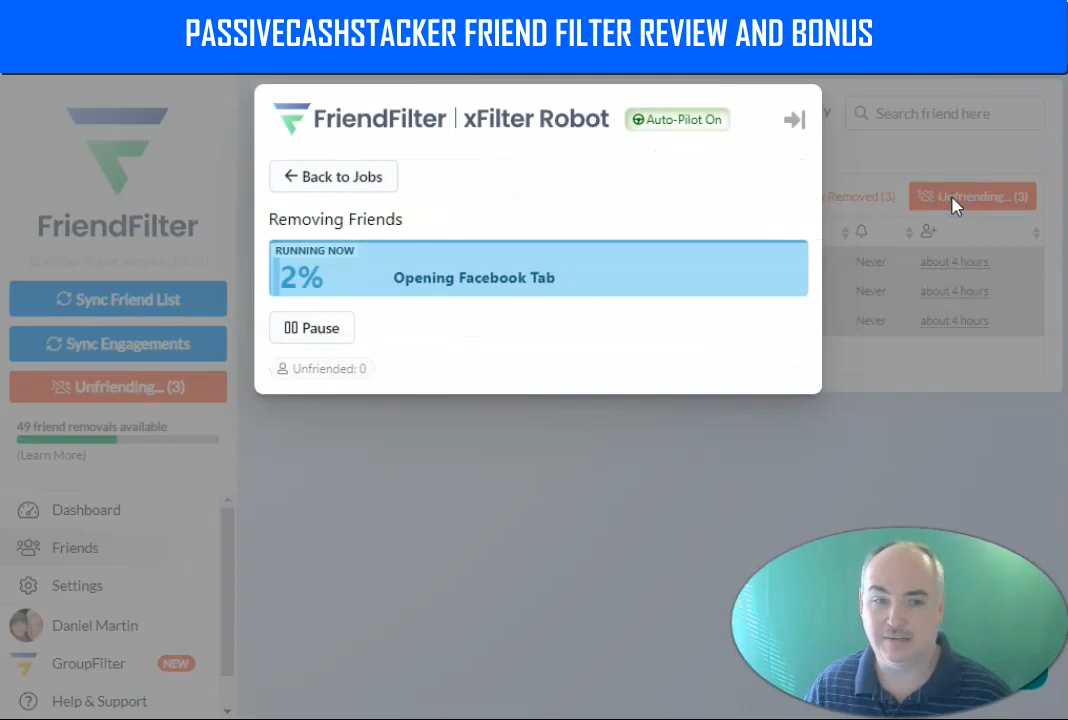 PASSIVECASHSTACKER FRIEND FILTER REVIEW AND BONUS
FriendFilter | xFilter Robot
Auto-Pilot On
Search friend here
Back to Jobs
Removing Friends
Removed (3)
Unfriending... (3)
RUNNING NOW
2%
Opening Facebook Tab
Never
about 4 hours
Never
about 4 hours
Never
about 4 hours
Pause
Unfriended: 0
FriendFilter
Sync Friend List
Sync Engagements
Unfriending... (3)
49 friend removals available
(Learn More)
Dashboard
Friends
Settings
Daniel Martin
GroupFilter
NEW
Help & Support